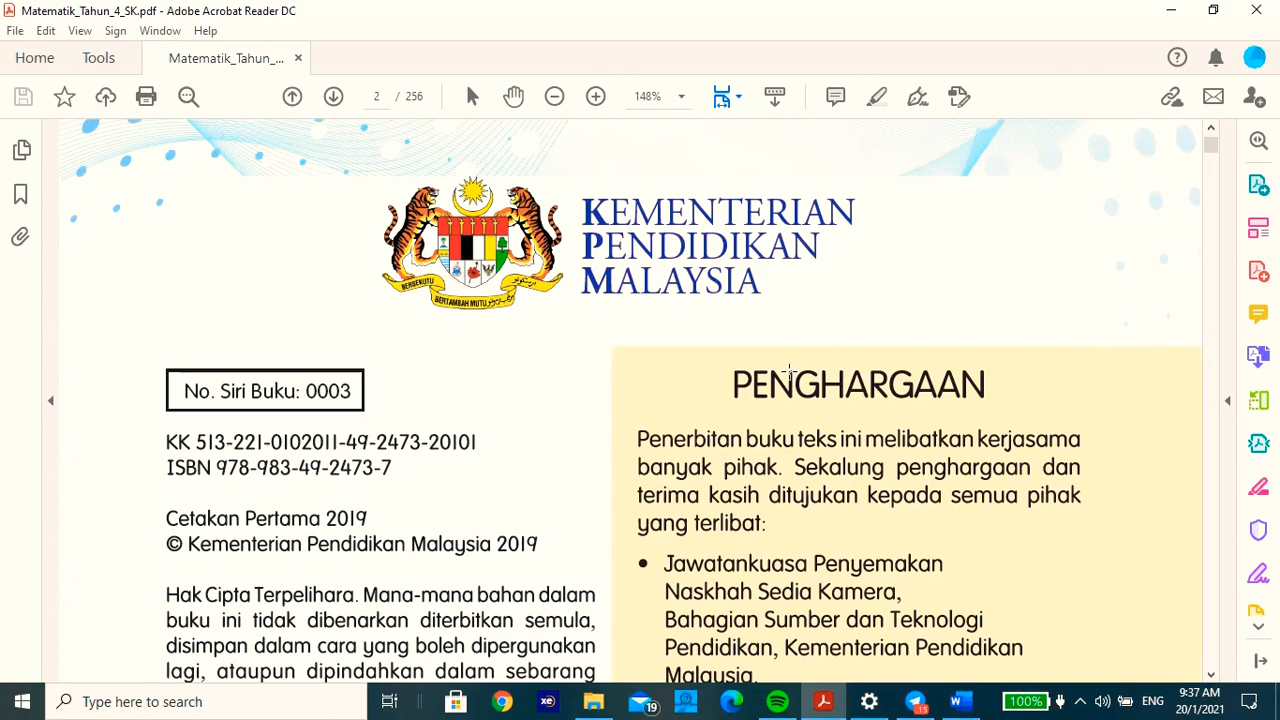 Matematik_Tahun_4_SK.pdf - Adobe Acrobat Reader DC
File Edit View Sign Window Help
Home Tools Matematik_Tahun_...
2 / 256 148%
KEMENTERIAN
PENDIDIKAN
MALAYSIA
BERSEKUTU
BERTAMBAH MUTU
No. Siri Buku: 0003
KK 513-221-0102011-49-2473-20101
ISBN 978-983-49-2473-7
Cetakan Pertama 2019
© Kementerian Pendidikan Malaysia 2019
Hak Cipta Terpelihara. Mana-mana bahan dalam
buku ini tidak dibenarkan diterbitkan semula,
disimpan dalam cara yang boleh dipergunakan
lagi, ataupun dipindahkan dalam sebarang
PENGHARGAAN
Penerbitan buku teks ini melibatkan kerjasama
banyak pihak. Sekalung penghargaan dan
terima kasih ditujukan kepada semua pihak
yang terlibat:
• Jawatankuasa Penyemakan
Naskhah Sedia Kamera,
Bahagian Sumber dan Teknologi
Pendidikan, Kementerian Pendidikan
Malaysia.
Type here to search
xe
19
100%
ENG
9:37 AM
20/1/2021